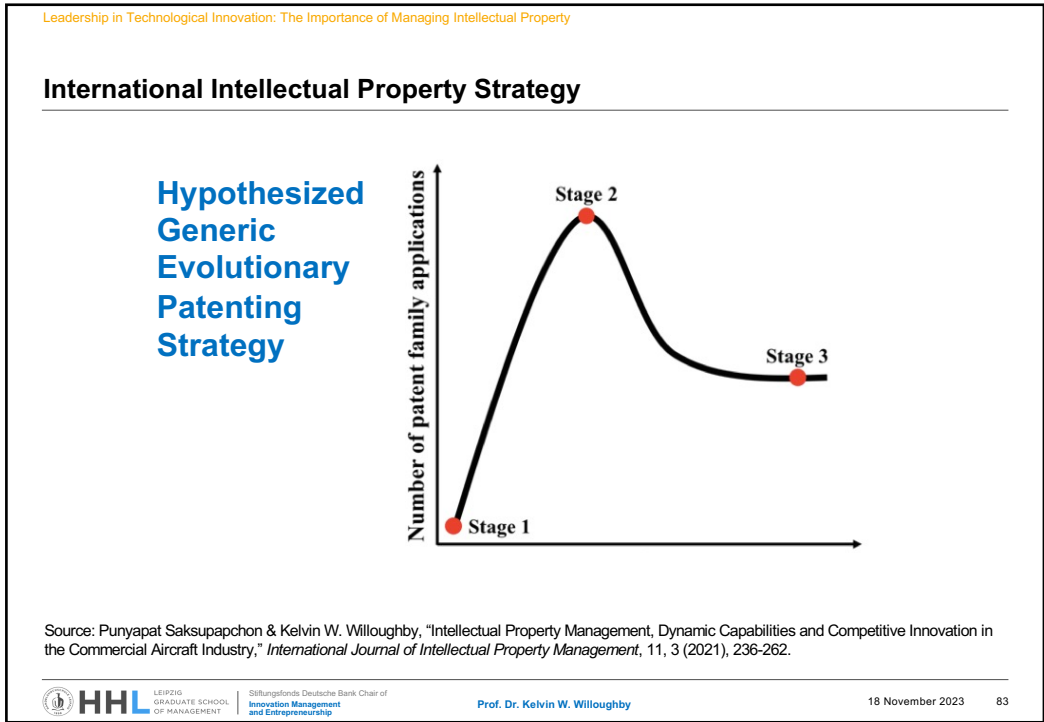 Leadership in Technological Innovation: The Importance of Managing Intellectual Property
International Intellectual Property Strategy
Hypothesized
Generic
Evolutionary
Patenting
Strategy
Number of patent family applications
Stage 2
Stage 3
Stage 1
Source: Punyapat Saksupapchon & Kelvin W. Willoughby, “Intellectual Property Management, Dynamic Capabilities and Competitive Innovation in
the Commercial Aircraft Industry,” International Journal of Intellectual Property Management, 11, 3 (2021), 236-262.
HHL
LEIPZIG
GRADUATE SCHOOL
OF MANAGEMENT
Stiftungsfonds Deutsche Bank Chair of
Innovation Management
and Entrepreneurship
Prof. Dr. Kelvin W. Willoughby
18 November 2023
83